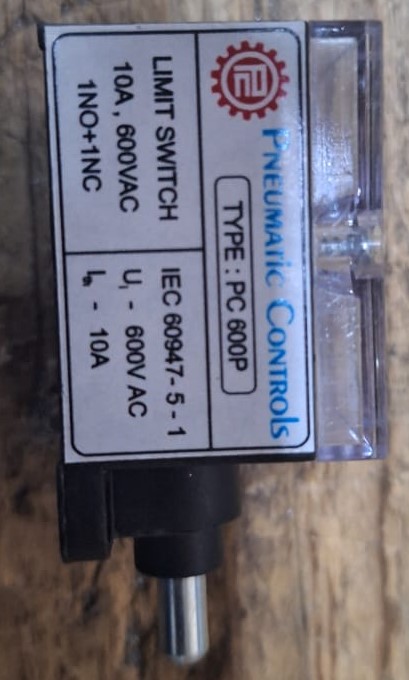 PNEUMATIC CONTROLS
TYPE : PC 600P
LIMIT SWITCH
10A , 600VAC
1NO+1NC
IEC 60947- 5 - 1
Ui - 600V AC
10A